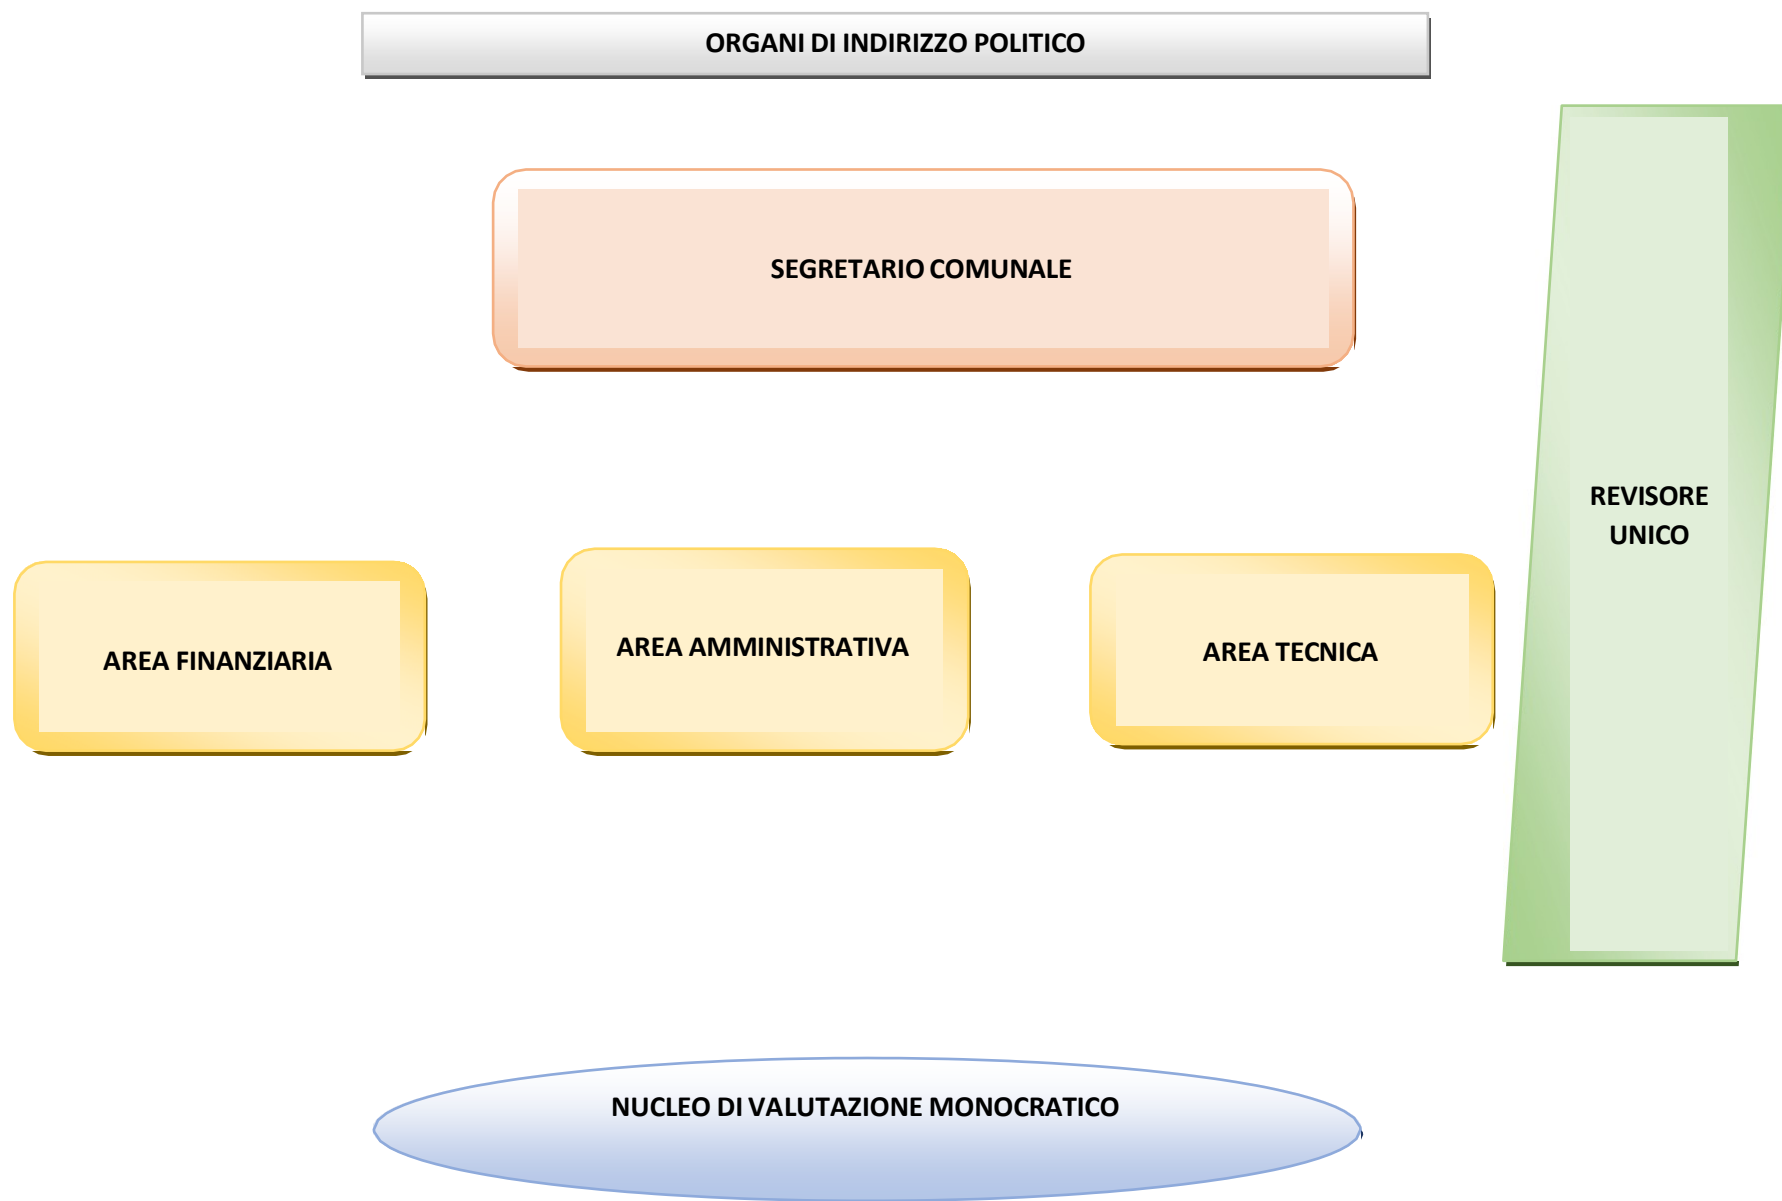 ORGANI DI INDIRIZZO POLITICO
SEGRETARIO COMUNALE
REVISORE
UNICO
AREA FINANZIARIA
AREA AMMINISTRATIVA
AREA TECNICA
NUCLEO DI VALUTAZIONE MONOCRATICO